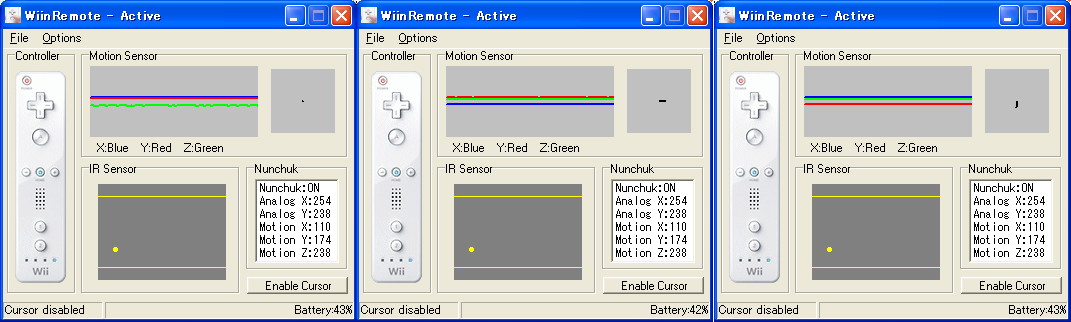 WiinRemote - Active
File Options
Controller
Motion Sensor
X:Blue Y:Red Z:Green
IR Sensor
Nunchuk
Nunchuk:ON
Analog X:254
Analog Y:238
Motion X:110
Motion Y:174
Motion Z:238
Wii
Enable Cursor
Cursor disabled
Battery:43%
WiinRemote - Active
File Options
Controller
Motion Sensor
X:Blue Y:Red Z:Green
IR Sensor
Nunchuk
Nunchuk:ON
Analog X:254
Analog Y:238
Motion X:110
Motion Y:174
Motion Z:238
Wii
Enable Cursor
Cursor disabled
Battery:42%
WiinRemote - Active
File Options
Controller
Motion Sensor
X:Blue Y:Red Z:Green
IR Sensor
Nunchuk
Nunchuk:ON
Analog X:254
Analog Y:238
Motion X:110
Motion Y:174
Motion Z:238
Wii
Enable Cursor
Cursor disabled
Battery:43%